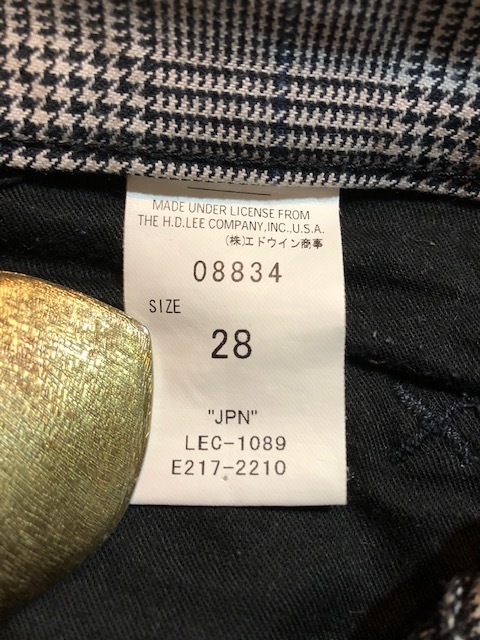 MADE UNDER LICENSE FROM
THE H.D.LEE COMPANY,INC.,U.S.A.
(株)エドウイン商事
08834
SIZE
28
"JPN"
LEC-1089
E217-2210